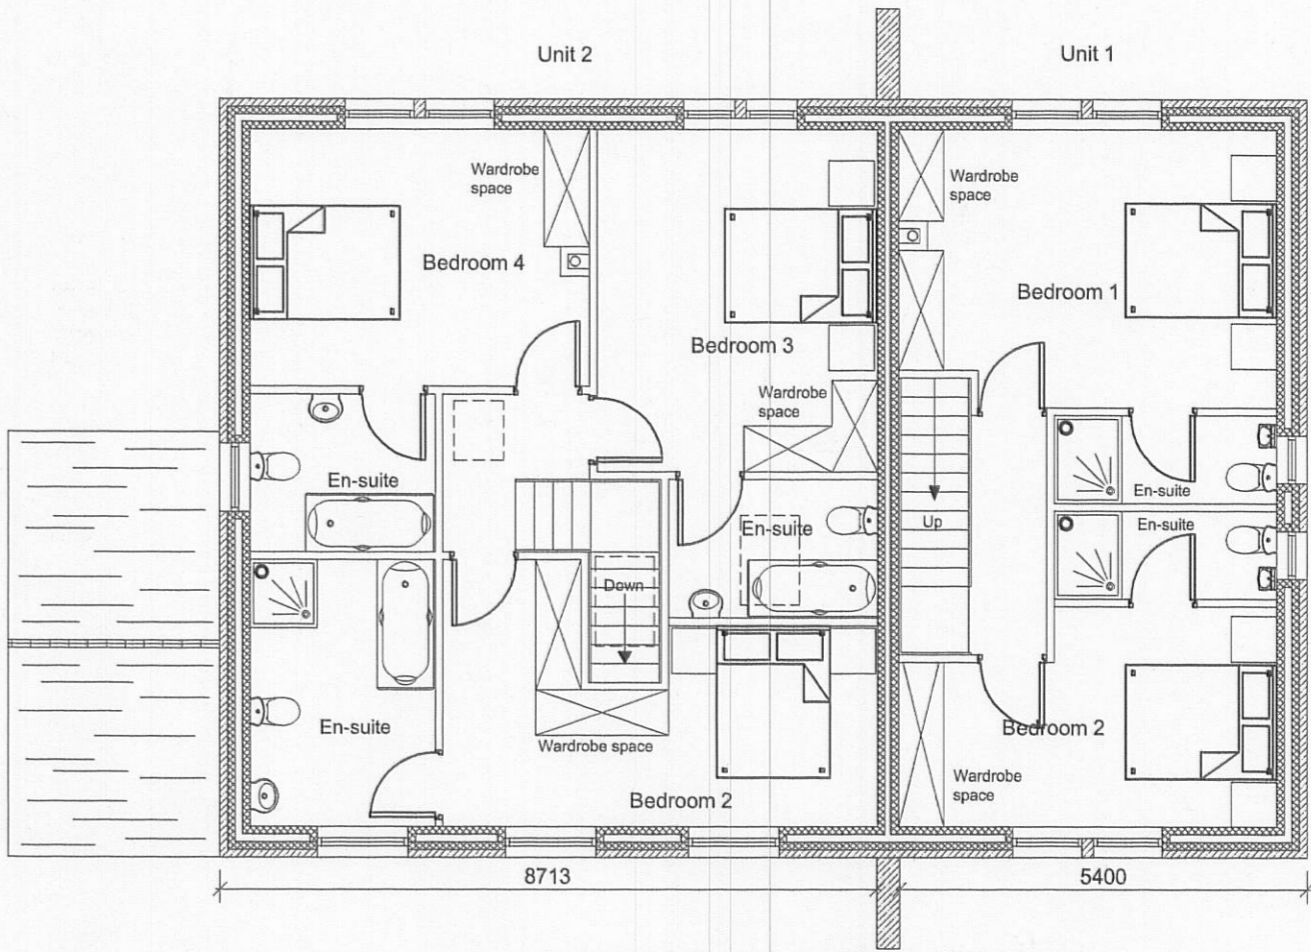 Unit 2
Unit 1
Wardrobe
space
Wardrobe
space
Bedroom 4
Bedroom 1
Bedroom 3
Wardrobe
space
En-suite
En-suite
En-suite
Up
En-suite
Down
En-suite
Bedroom 2
Wardrobe space
Wardrobe
space
Bedroom 2
8713
5400